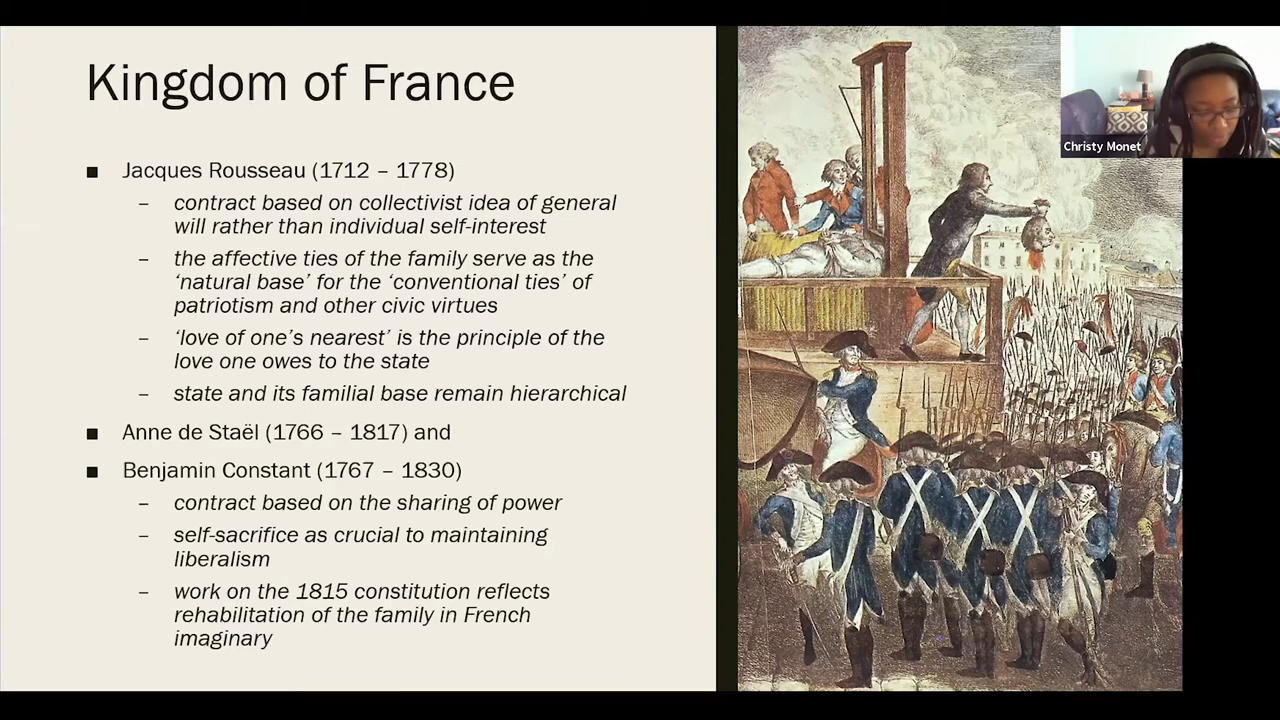 Kingdom of France
■ Jacques Rousseau (1712 – 1778)
– contract based on collectivist idea of general
will rather than individual self-interest
– the affective ties of the family serve as the
‘natural base’ for the ‘conventional ties’ of
patriotism and other civic virtues
– ‘love of one’s nearest’ is the principle of the
love one owes to the state
– state and its familial base remain hierarchical
■ Anne de Staël (1766 – 1817) and
■ Benjamin Constant (1767 – 1830)
– contract based on the sharing of power
– self-sacrifice as crucial to maintaining
liberalism
– work on the 1815 constitution reflects
rehabilitation of the family in French
imaginary
Christy Monet